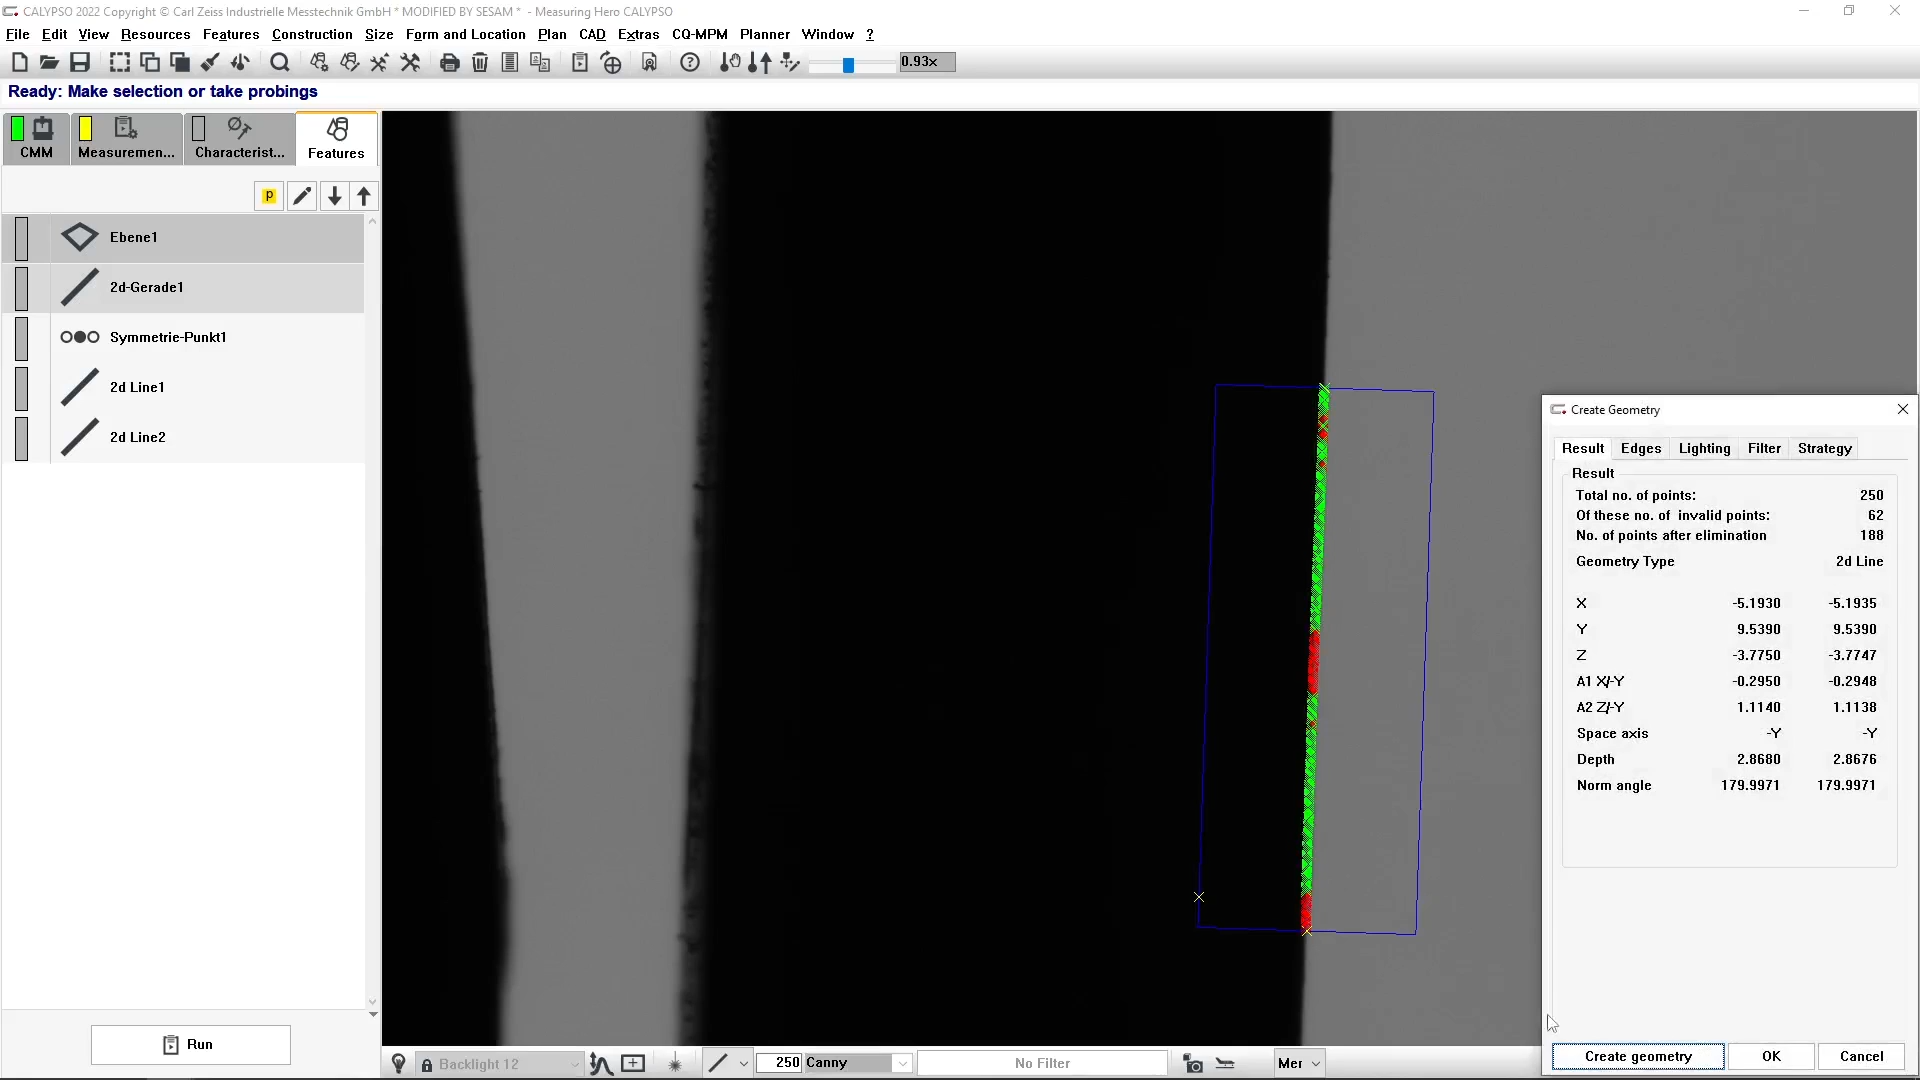 CALYPSO 2022 Copyright © Carl Zeiss Industrielle Messtechnik GmbH * MODIFIED BY SESAM * - Measuring Hero CALYPSO
File Edit View Resources Features Construction Size Form and Location Plan CAD Extras CQ-MPM Planner Window ?
0.93×
Ready: Make selection or take probings
CMM Measuremen... Characterist... Features
p
Ebene1
2d-Gerade1
Symmetrie-Punkt1
2d Line1
2d Line2
Run
Backlight 12 250 Canny No Filter Mer
Create Geometry
Result Edges Lighting Filter Strategy
Result
Total no. of points: 250
Of these no. of invalid points: 62
No. of points after elimination 188
Geometry Type 2d Line
X -5.1930 -5.1935
Y 9.5390 9.5390
Z -3.7750 -3.7747
A1 X/-Y -0.2950 -0.2948
A2 Z/-Y 1.1140 1.1138
Space axis -Y -Y
Depth 2.8680 2.8676
Norm angle 179.9971 179.9971
Create geometry OK Cancel